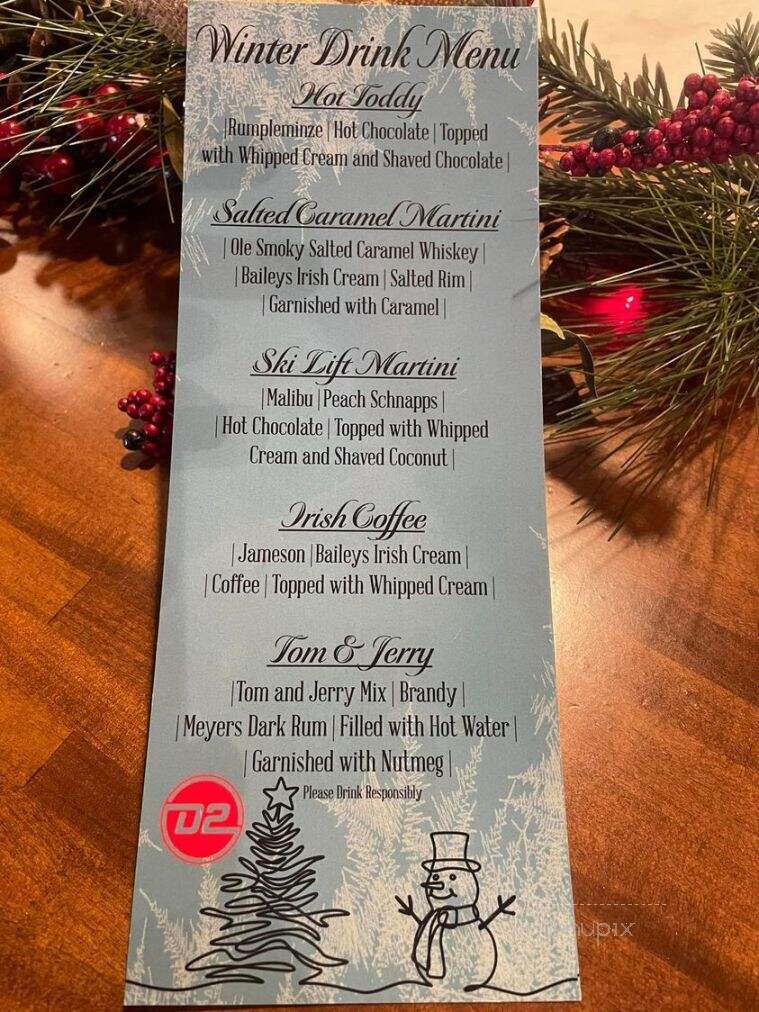 Winter Drink Menu
Hot Toddy
|Rumpleminze | Hot Chocolate | Topped
with Whipped Cream and Shaved Chocolate |
Salted Caramel Martini
| Ole Smoky Salted Caramel Whiskey |
|Baileys Irish Cream | Salted Rim |
| Garnished with Caramel |
Ski Lift Martini
|Malibu |Peach Schnapps |
| Hot Chocolate | Topped with Whipped
Cream and Shaved Coconut |
Irish Coffee
| Jameson |Baileys Irish Cream |
| Coffee | Topped with Whipped Cream |
Tom & Jerry
|Tom and Jerry Mix | Brandy |
| Meyers Dark Rum | Filled with Hot Water |
| Garnished with Nutmeg |
Please Drink Responsibly
D2